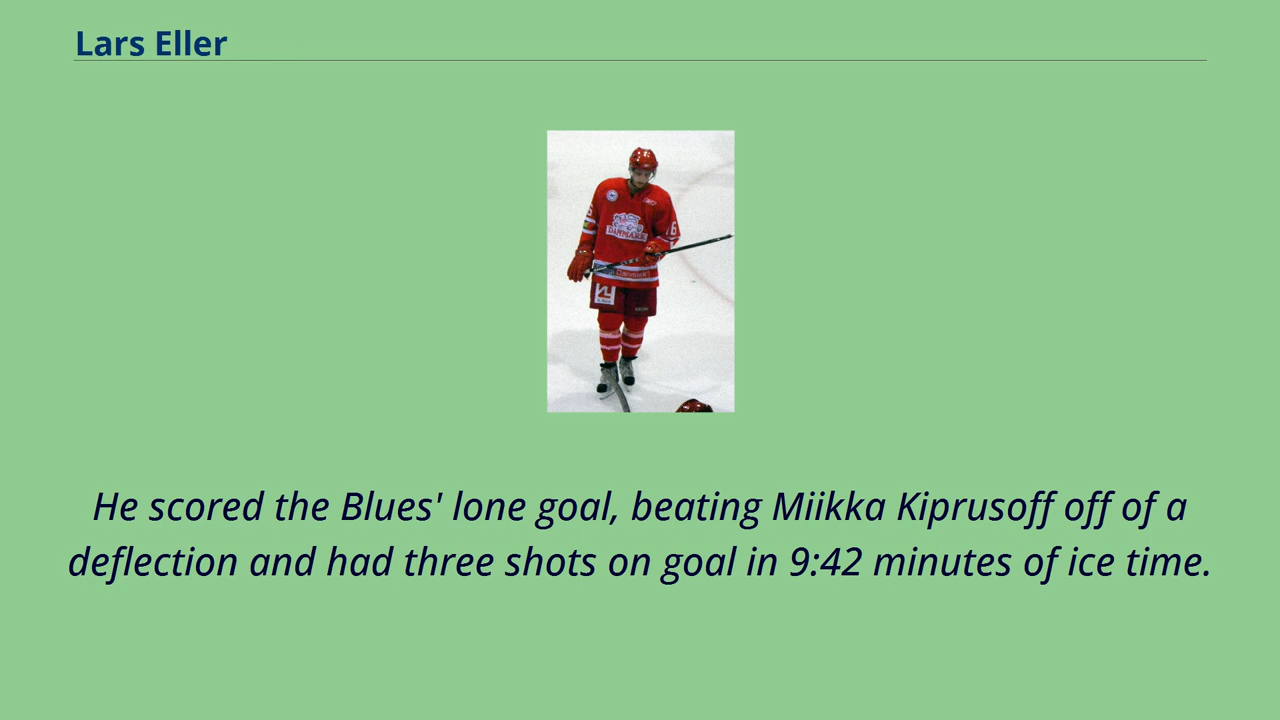 Lars Eller
DANMARK
He scored the Blues' lone goal, beating Miikka Kiprusoff off of a
deflection and had three shots on goal in 9:42 minutes of ice time.